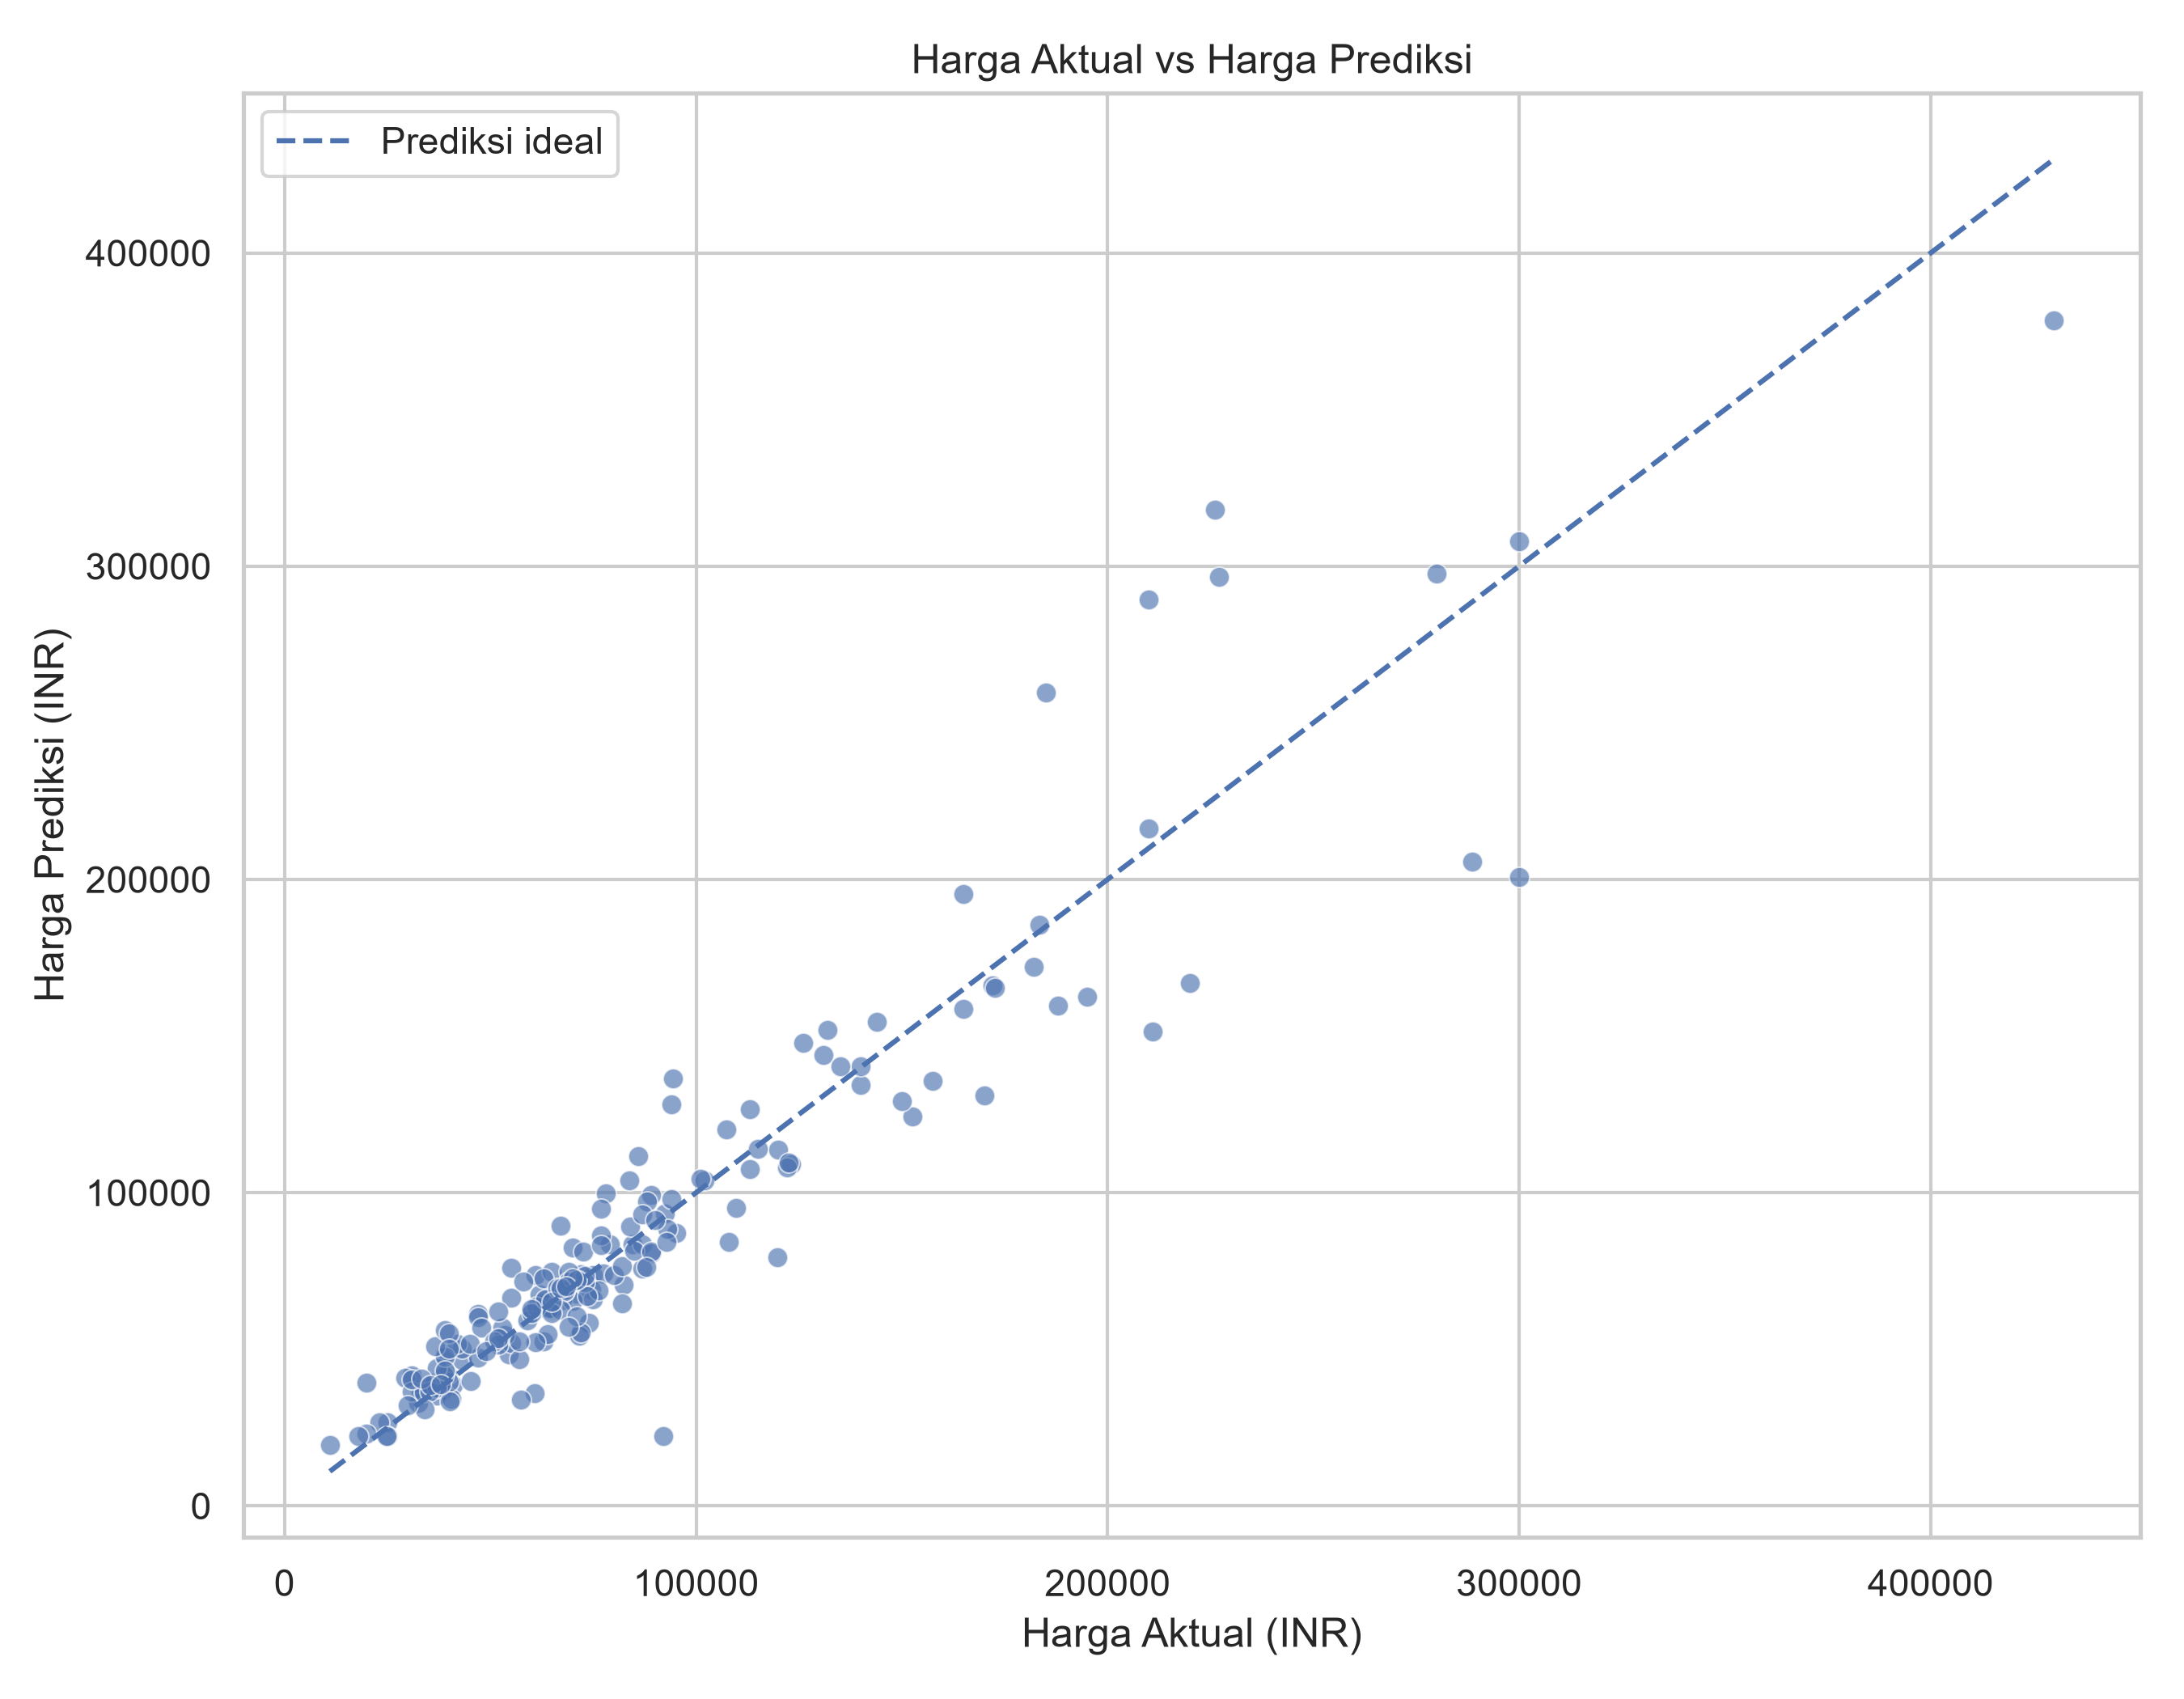 Harga Aktual vs Harga Prediksi
Prediksi ideal
Harga Prediksi (INR)
400000
300000
200000
100000
0
0 100000 200000 300000 400000
Harga Aktual (INR)